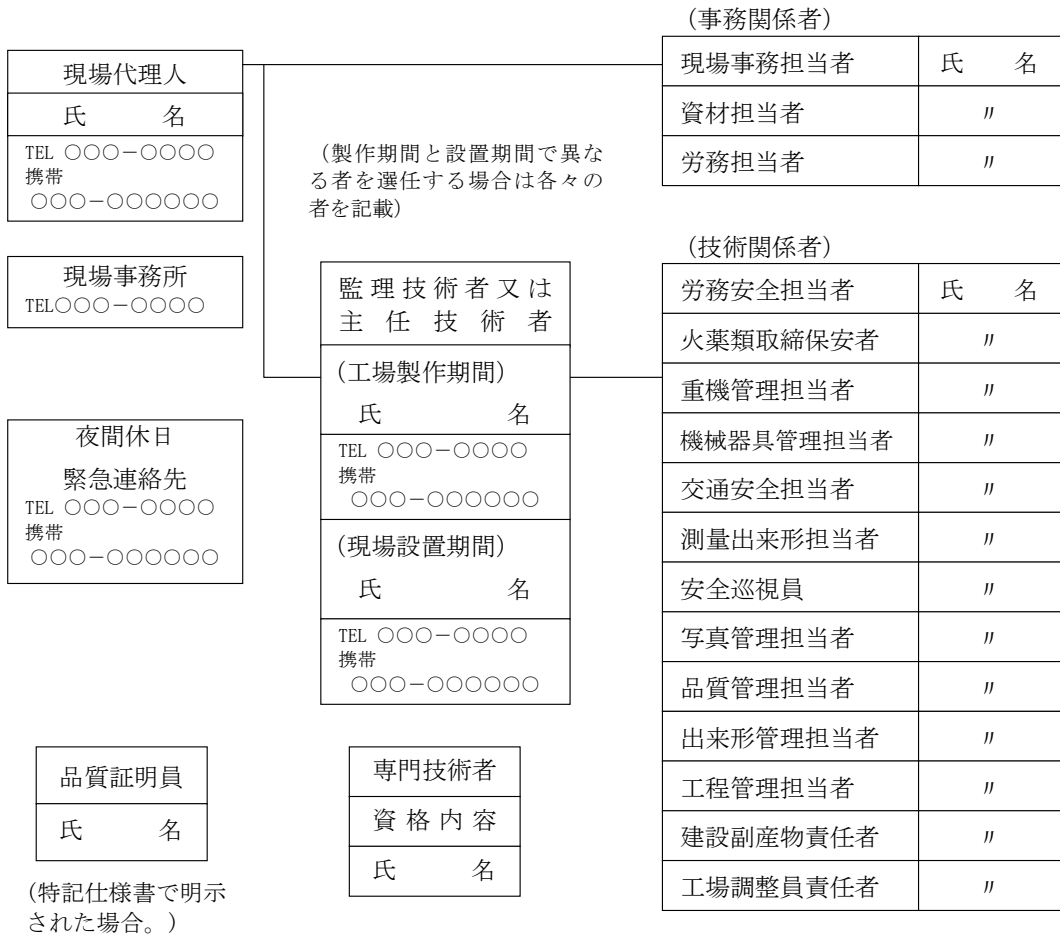 現場代理人
氏　　名
TEL ○○○－○○○○
携帯
○○○－○○○○○○
現場事務所
TEL○○○－○○○○
夜間休日
緊急連絡先
TEL ○○○－○○○○
携帯
○○○－○○○○○○
品質証明員
氏　　名
(特記仕様書で明示
された場合。)
(製作期間と設置期間で異な
る者を選任する場合は各々の
者を記載)
監理技術者又は
主任技術者
(工場製作期間)
氏　　名
TEL ○○○－○○○○
携帯
○○○－○○○○○○
(現場設置期間)
氏　　名
TEL ○○○－○○○○
携帯
○○○－○○○○○○
専門技術者
資格内容
氏　　名
(事務関係者)
現場事務担当者　氏　　名
資材担当者　〃
労務担当者　〃
(技術関係者)
労務安全担当者　氏　　名
火薬類取締保安者　〃
重機管理担当者　〃
機械器具管理担当者　〃
交通安全担当者　〃
測量出来形担当者　〃
安全巡視員　〃
写真管理担当者　〃
品質管理担当者　〃
出来形管理担当者　〃
工程管理担当者　〃
建設副産物責任者　〃
工場調整員責任者　〃